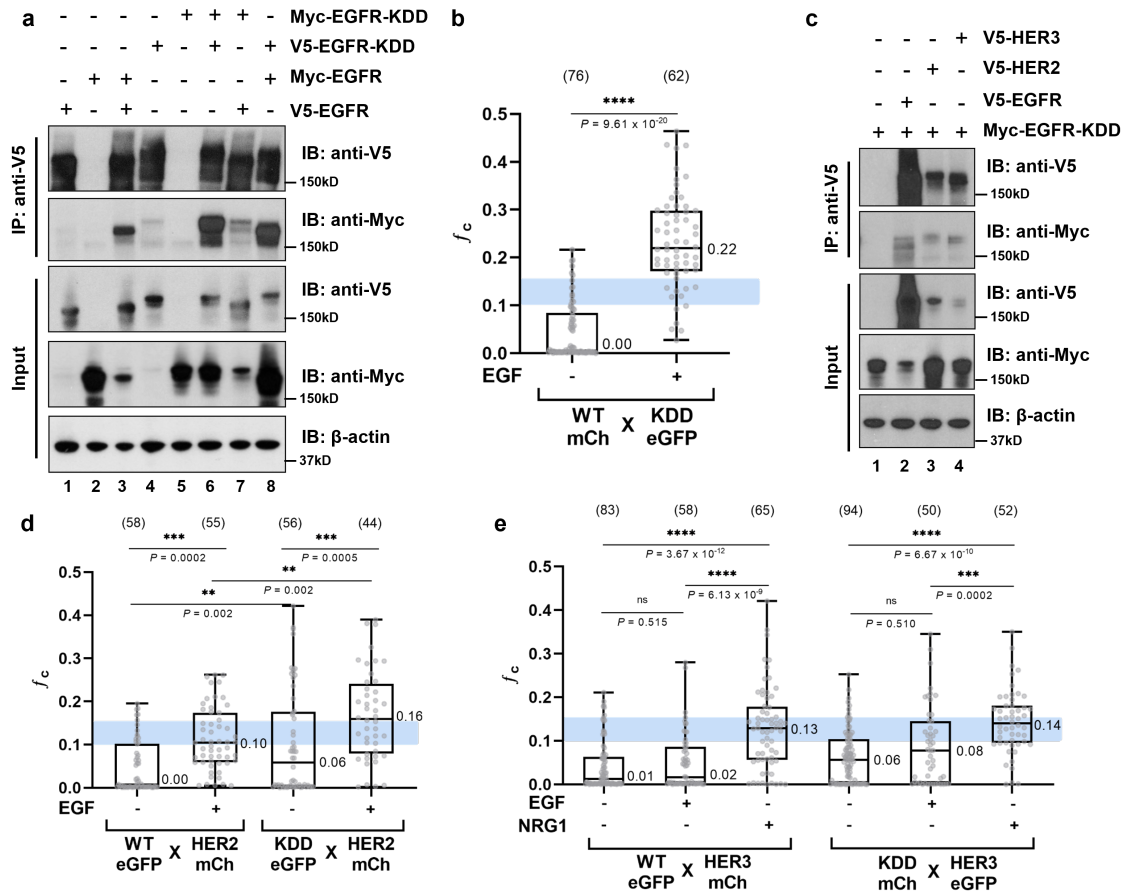 a
- - - - + + + - Myc-EGFR-KDD
- - - + - + - + V5-EGFR-KDD
- + + - - - - + Myc-EGFR
+ - + - - - + - V5-EGFR
IP: anti-V5
IB: anti-V5
150kD
IB: anti-Myc
150kD
Input
IB: anti-V5
150kD
IB: anti-Myc
150kD
IB: β-actin
37kD
1 2 3 4 5 6 7 8
b
(76) (62)
****
P = 9.61 x 10-20
0.5
0.4
0.3
0.2
0.1
0.0
fc
0.00
0.22
EGF - +
WT mCh X KDD eGFP
c
- - - + V5-HER3
- - + - V5-HER2
- + - - V5-EGFR
+ + + + Myc-EGFR-KDD
IP: anti-V5
IB: anti-V5
150kD
IB: anti-Myc
150kD
Input
IB: anti-V5
150kD
IB: anti-Myc
150kD
IB: β-actin
37kD
1 2 3 4
d
(58) (55) (56) (44)
*** ***
P = 0.0002 P = 0.0005
**
P = 0.002
**
P = 0.002
0.5
0.4
0.3
0.2
0.1
0.0
fc
0.00
0.10
0.06
0.16
EGF - + - +
WT eGFP X HER2 mCh KDD eGFP X HER2 mCh
e
(83) (58) (65) (94) (50) (52)
**** ****
P = 3.67 x 10-12 P = 6.67 x 10-10
**** ***
P = 6.13 x 10-9 P = 0.0002
ns ns
P = 0.515 P = 0.510
0.5
0.4
0.3
0.2
0.1
0.0
fc
0.01
0.02
0.13
0.06
0.08
0.14
EGF - + - - + -
NRG1 - - + - - +
WT eGFP X HER3 mCh KDD mCh X HER3 eGFP